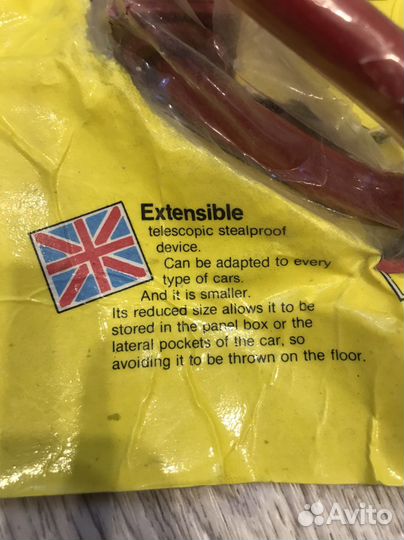 Extensible
telescopic stealproof
device.
Can be adapted to every
type of cars.
And it is smaller.
Its reduced size allows it to be
stored in the panel box or the
lateral pockets of the car, so
avoiding it to be thrown on the floor.
Avito